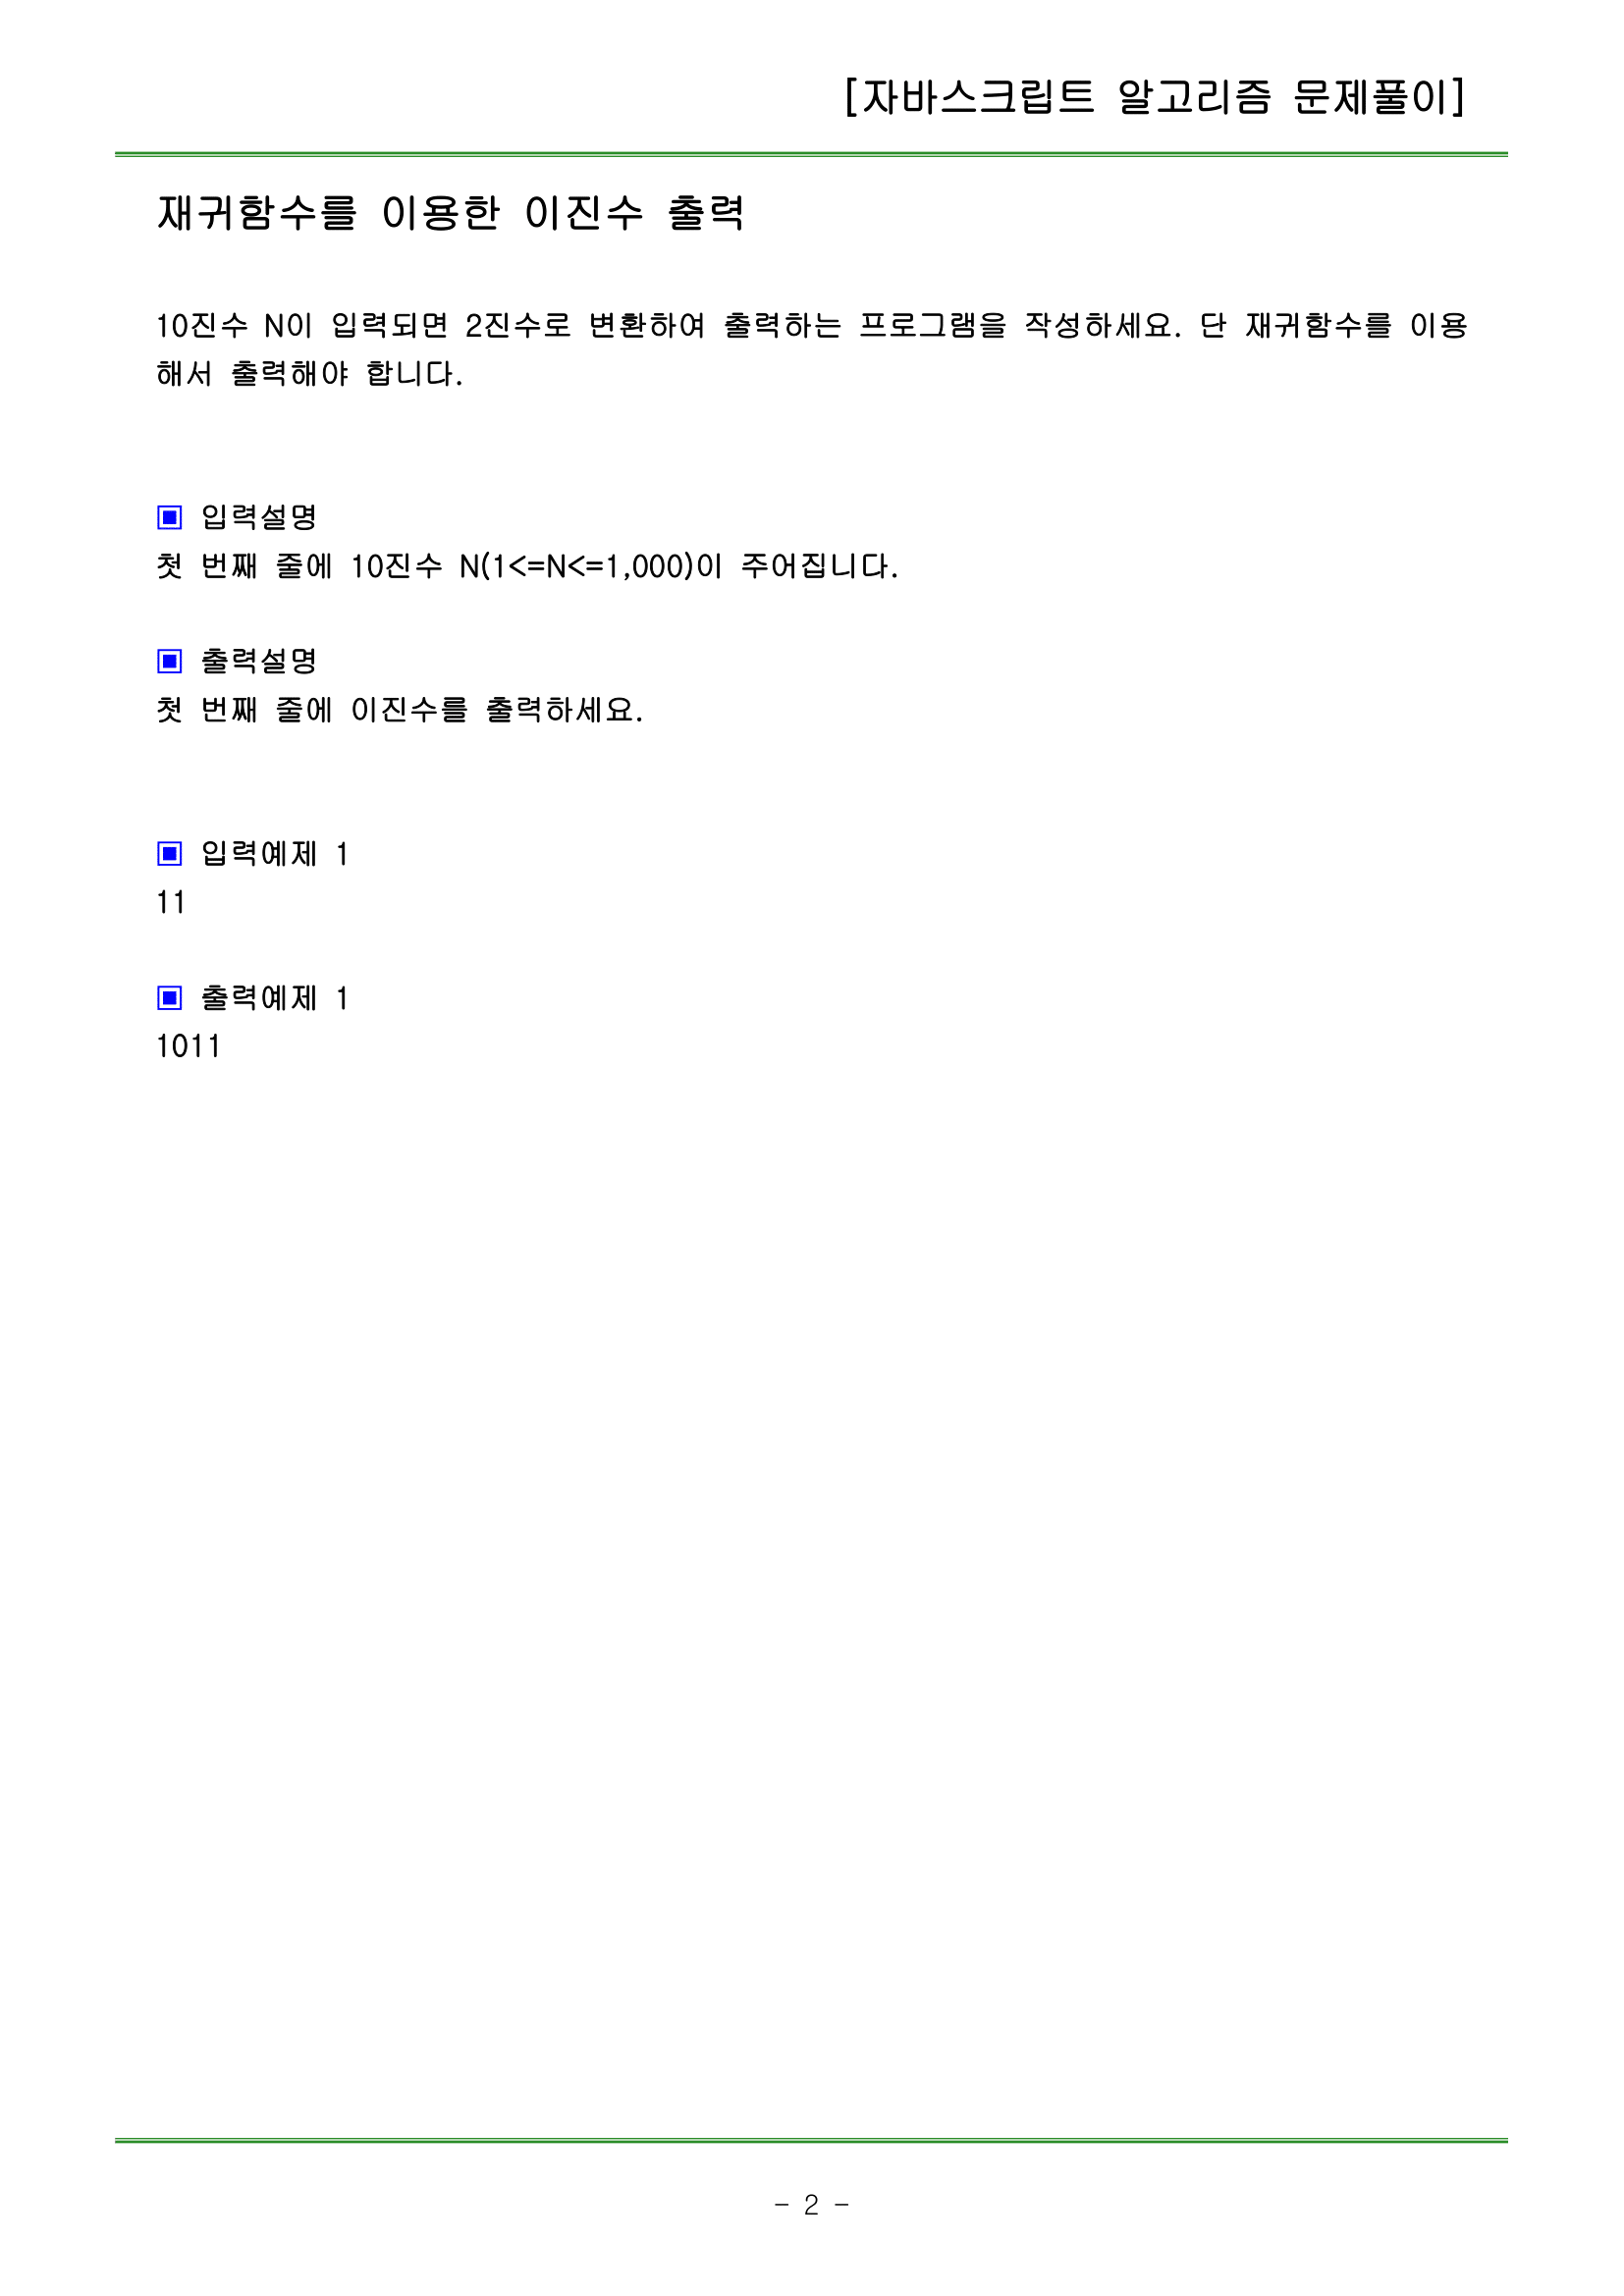 [자바스크립트 알고리즘 문제풀이]
재귀함수를 이용한 이진수 출력
10진수 N이 입력되면 2진수로 변환하여 출력하는 프로그램을 작성하세요. 단 재귀함수를 이용
해서 출력해야 합니다.
▣ 입력설명
첫 번째 줄에 10진수 N(1<=N<=1,000)이 주어집니다.
▣ 출력설명
첫 번째 줄에 이진수를 출력하세요.
▣ 입력예제 1
11
▣ 출력예제 1
1011
- 2 -